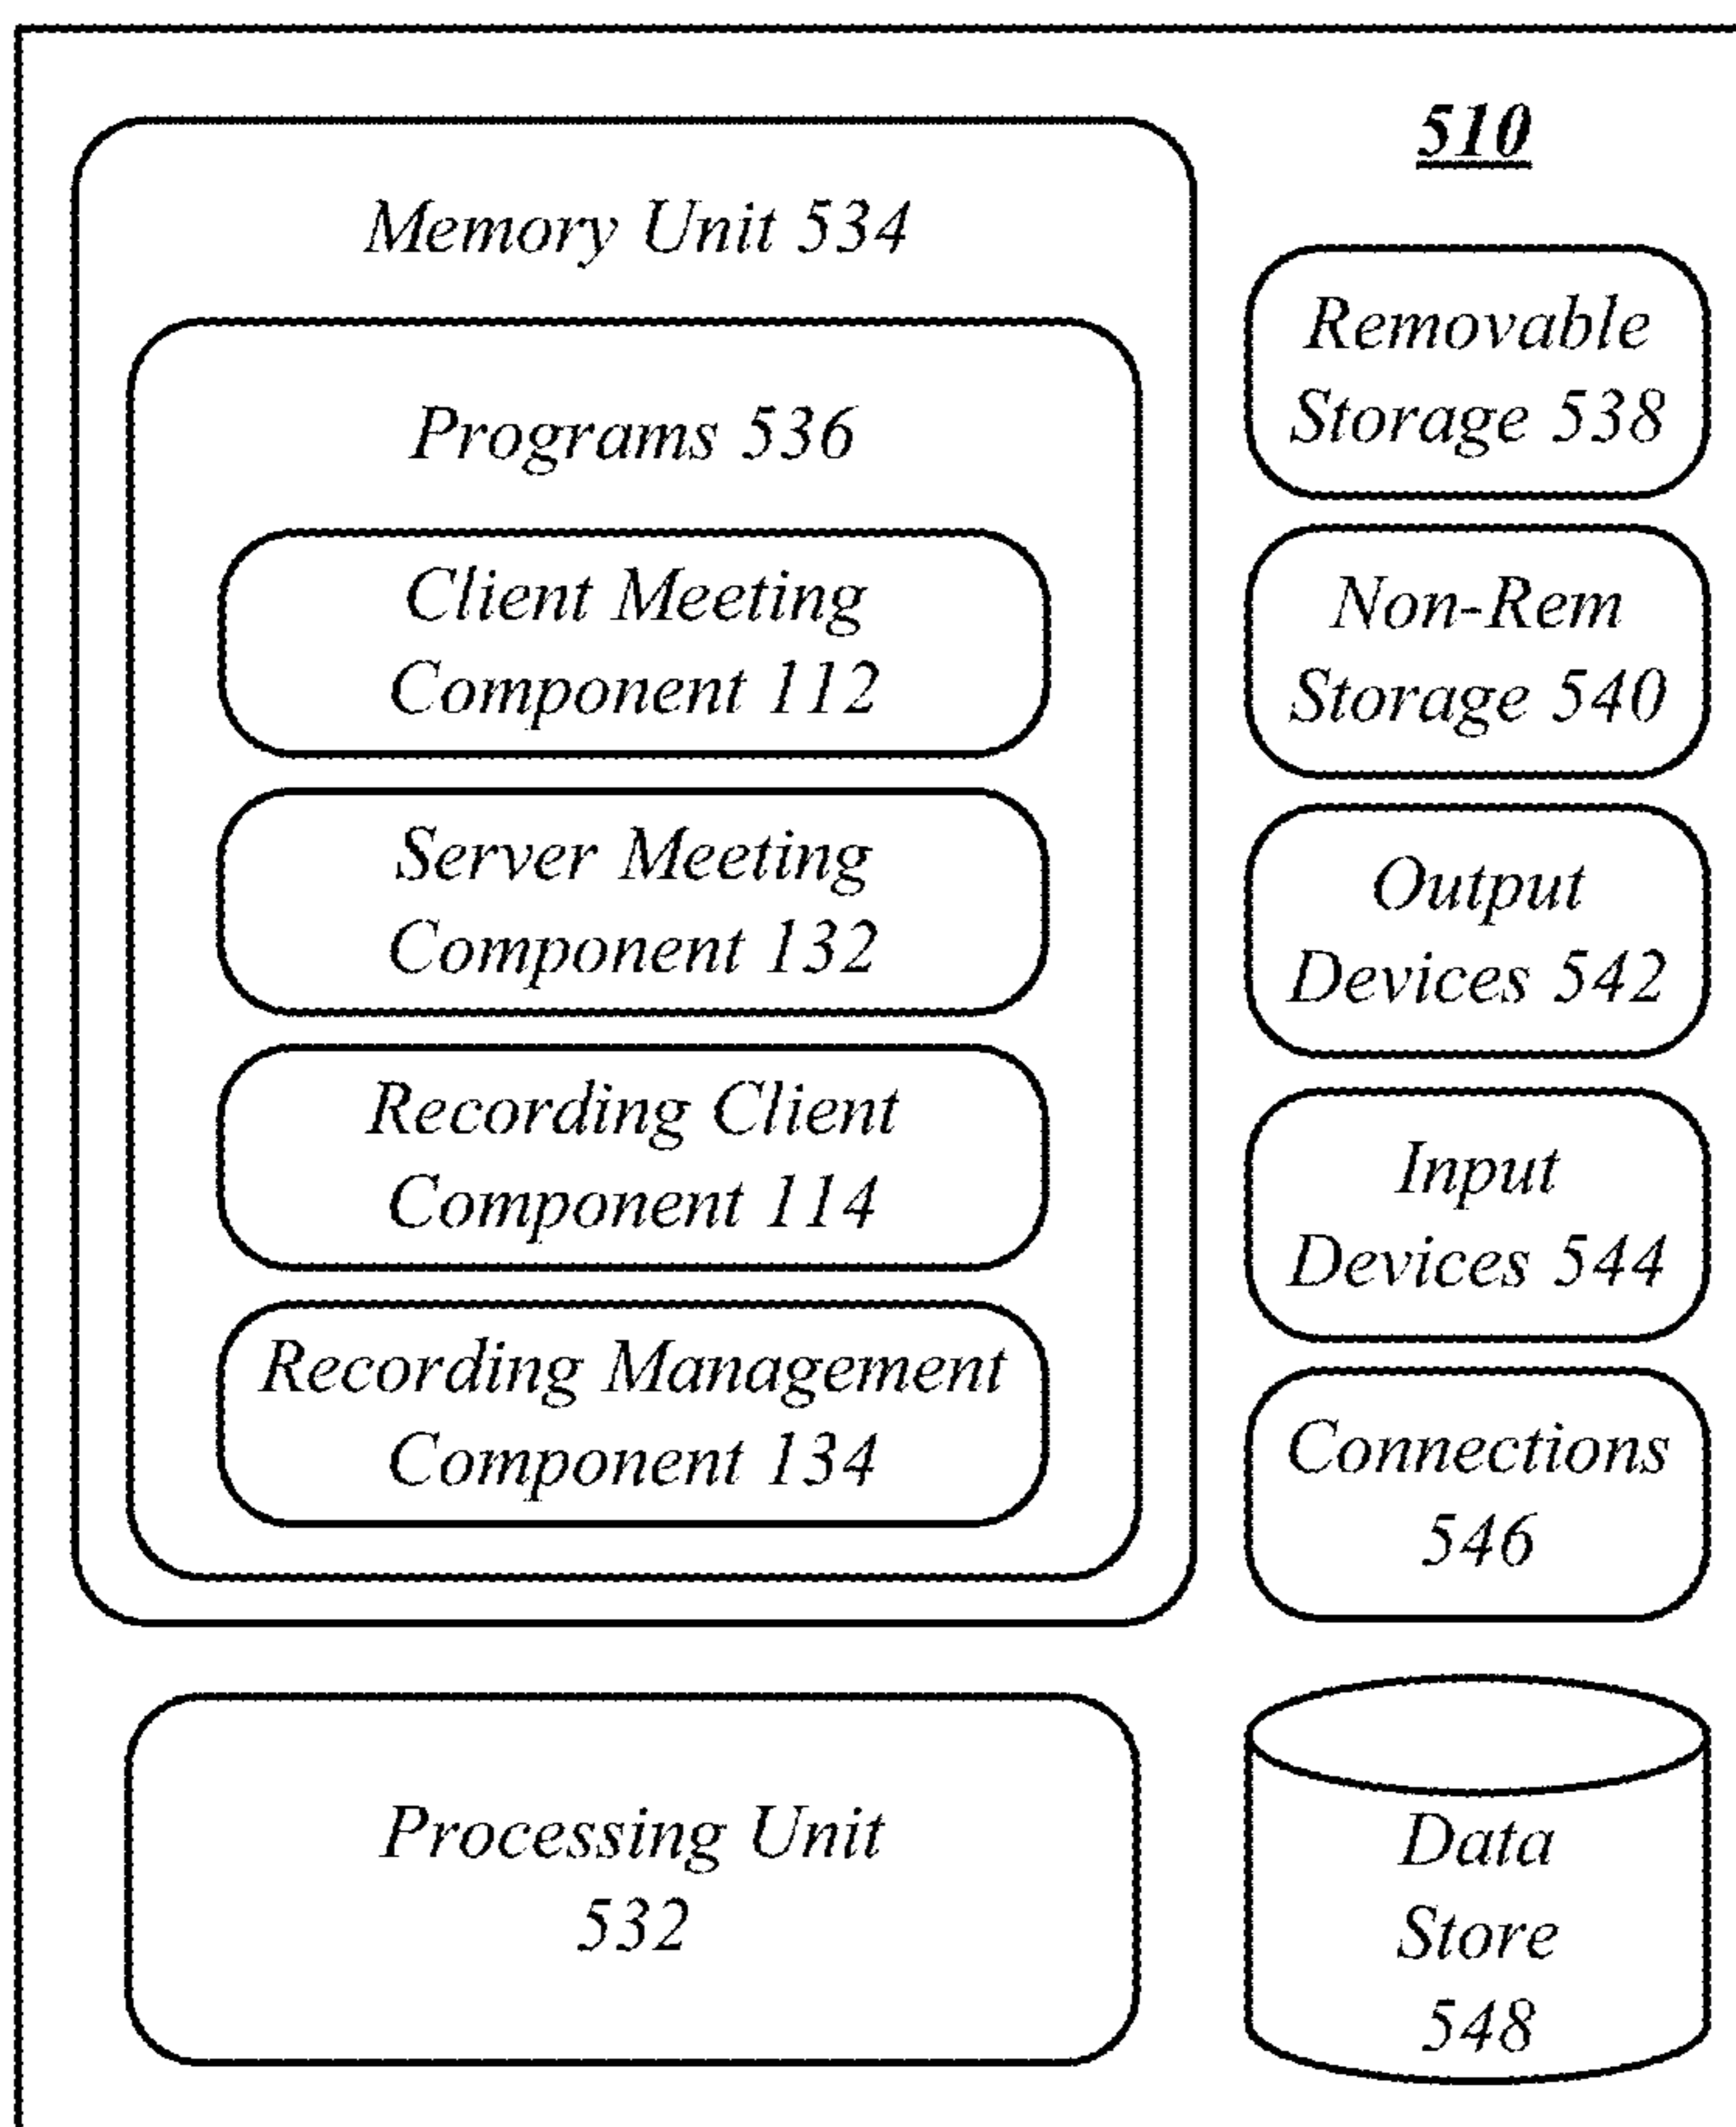 510
Memory Unit 534
Programs 536
Client Meeting
Component 112
Server Meeting
Component 132
Recording Client
Component 114
Recording Management
Component 134
Processing Unit
532
Removable
Storage 538
Non-Rem
Storage 540
Output
Devices 542
Input
Devices 544
Connections
546
Data
Store
548